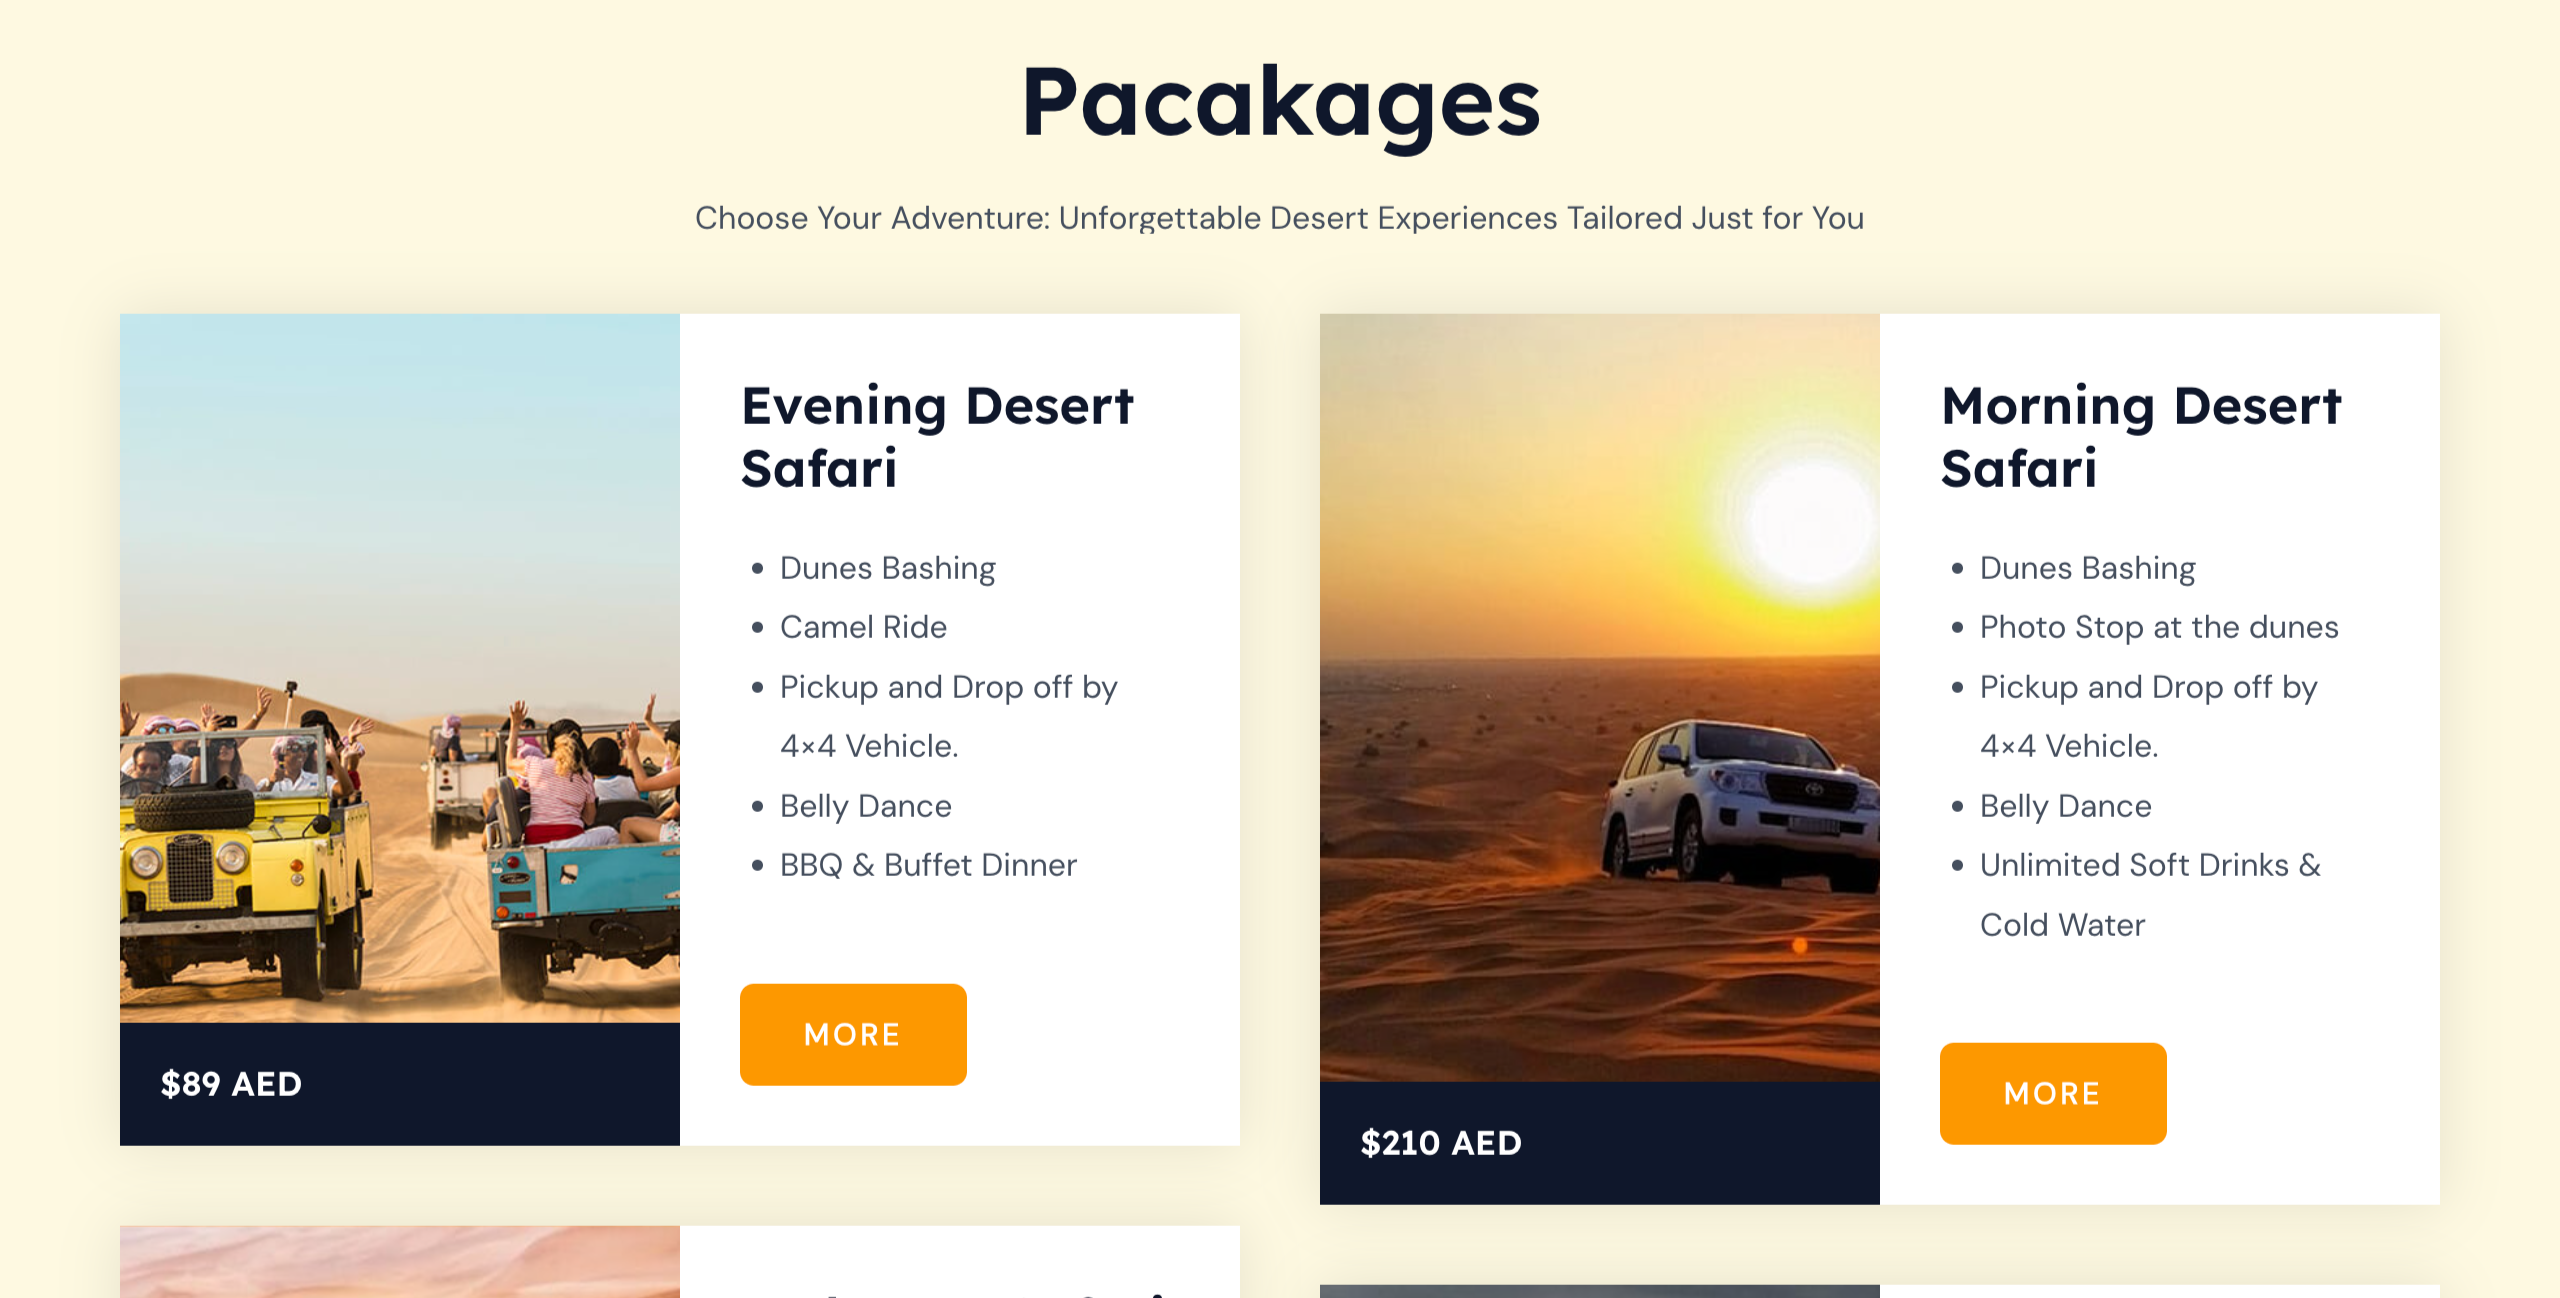 Pacakages
Choose Your Adventure: Unforgettable Desert Experiences Tailored Just for You
Evening Desert
Safari
• Dunes Bashing
• Camel Ride
• Pickup and Drop off by
4×4 Vehicle.
• Belly Dance
• BBQ & Buffet Dinner
MORE
$89 AED
Morning Desert
Safari
• Dunes Bashing
• Photo Stop at the dunes
• Pickup and Drop off by
4×4 Vehicle.
• Belly Dance
• Unlimited Soft Drinks &
Cold Water
MORE
$210 AED